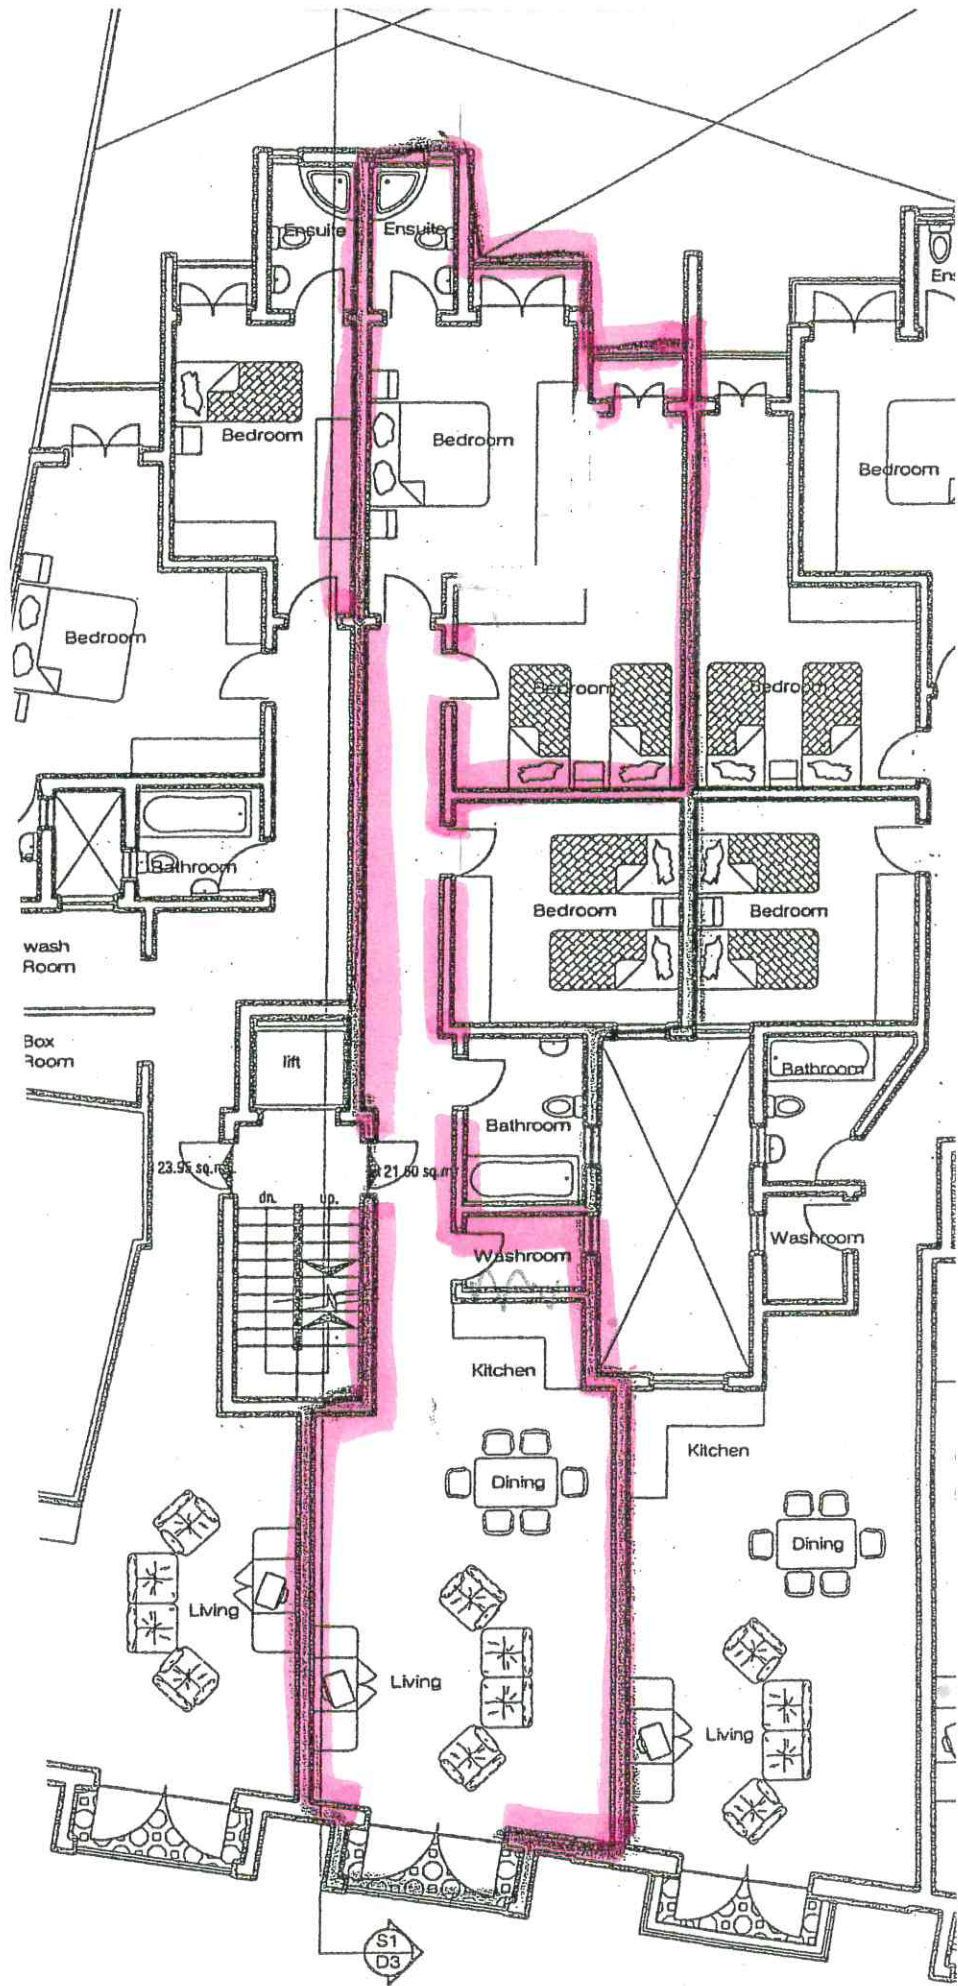 Ensuite
Ensuite
Ens
Bedroom
Bedroom
Bedroom
Bedroom
Bedroom
Bedroom
Bathroom
Bedroom
Bedroom
wash
Room
Box
Room
lift
Bathroom
Bathroom
23.95 sq.m
21.60 sq.m
dn.
up.
Washroom
Washroom
Kitchen
Kitchen
Dining
Dining
Living
Living
Living
S1
D3